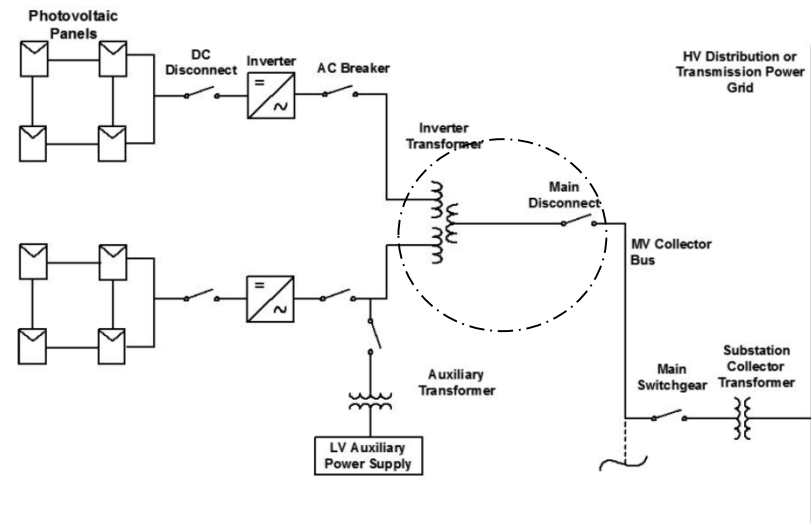 Photovoltaic
Panels
DC
Disconnect
Inverter
AC Breaker
HV Distribution or
Transmission Power
Grid
=
~
Inverter
Transformer
Main
Disconnect
MV Collector
Bus
=
~
Auxiliary
Transformer
Main
Switchgear
Substation
Collector
Transformer
LV Auxiliary
Power Supply